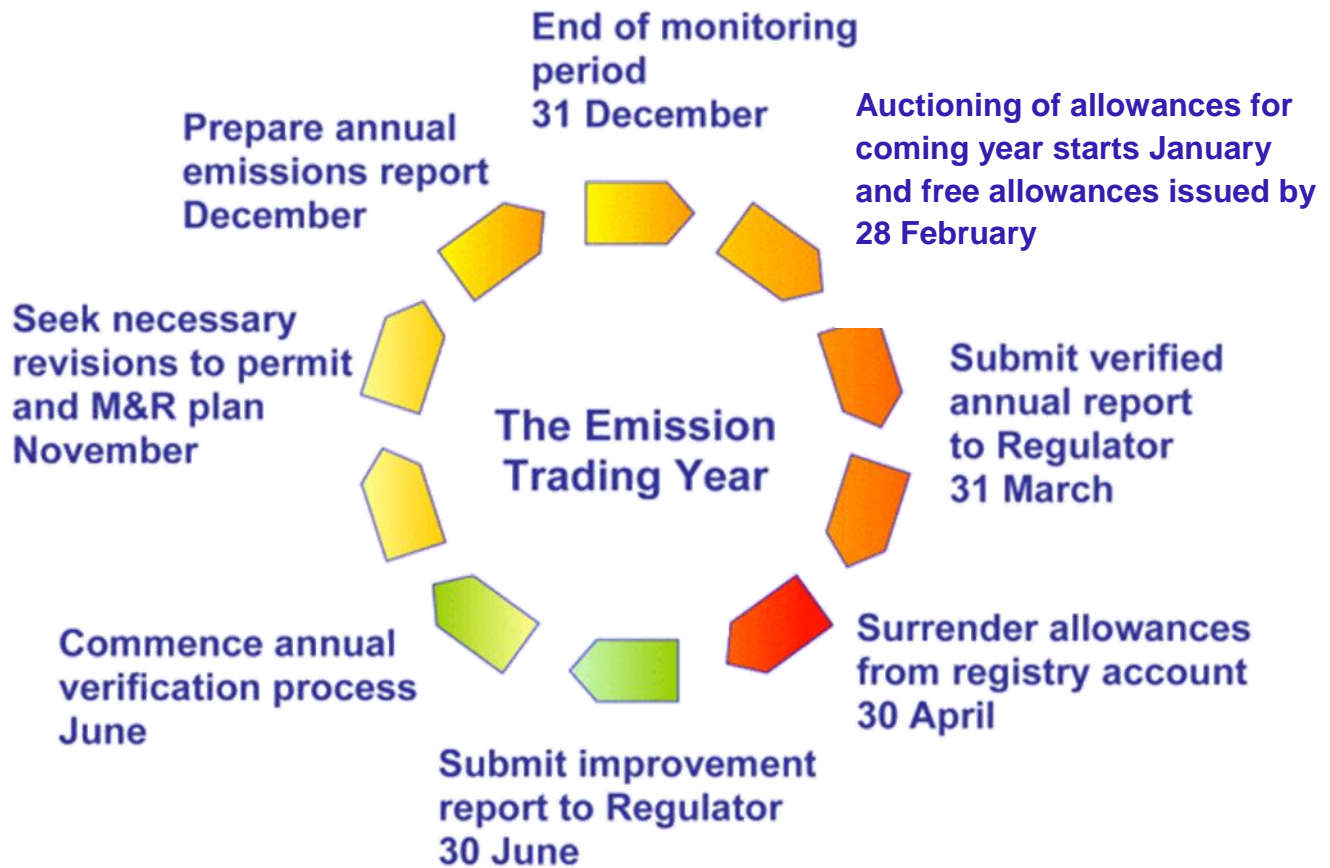 End of monitoring
period
31 December
Auctioning of allowances for
coming year starts January
and free allowances issued by
28 February
Submit verified
annual report
to Regulator
31 March
Surrender allowances
from registry account
30 April
Submit improvement
report to Regulator
30 June
Commence annual
verification process
June
Seek necessary
revisions to permit
and M&R plan
November
Prepare annual
emissions report
December
The Emission
Trading Year